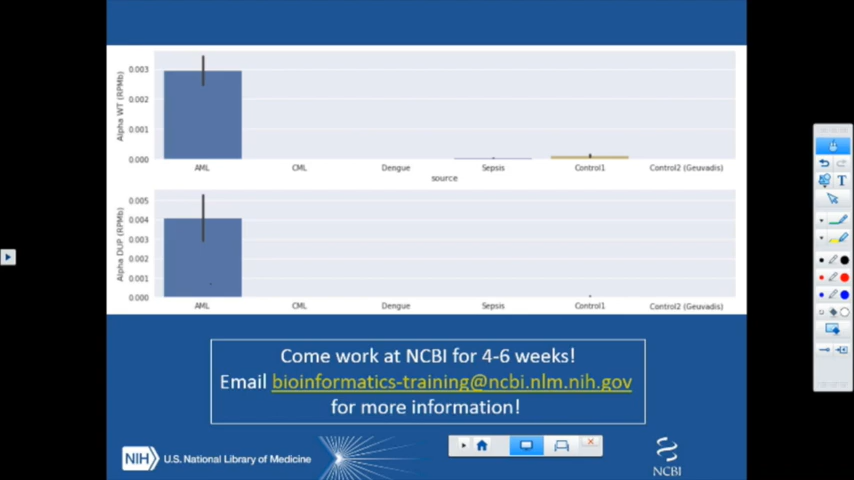 0.003
0.002
0.001
0.000
Alpha WT (RPMb)
AML CML Dengue Sepsis Control1 Control2 (Geuvadis)
source
0.005
0.004
0.003
0.002
0.001
0.000
Alpha DUP (RPMb)
AML CML Dengue Sepsis Control1 Control2 (Geuvadis)
Come work at NCBI for 4-6 weeks!
Email bioinformatics-training@ncbi.nlm.nih.gov
for more information!
NIH U.S. National Library of Medicine
NCBI
T